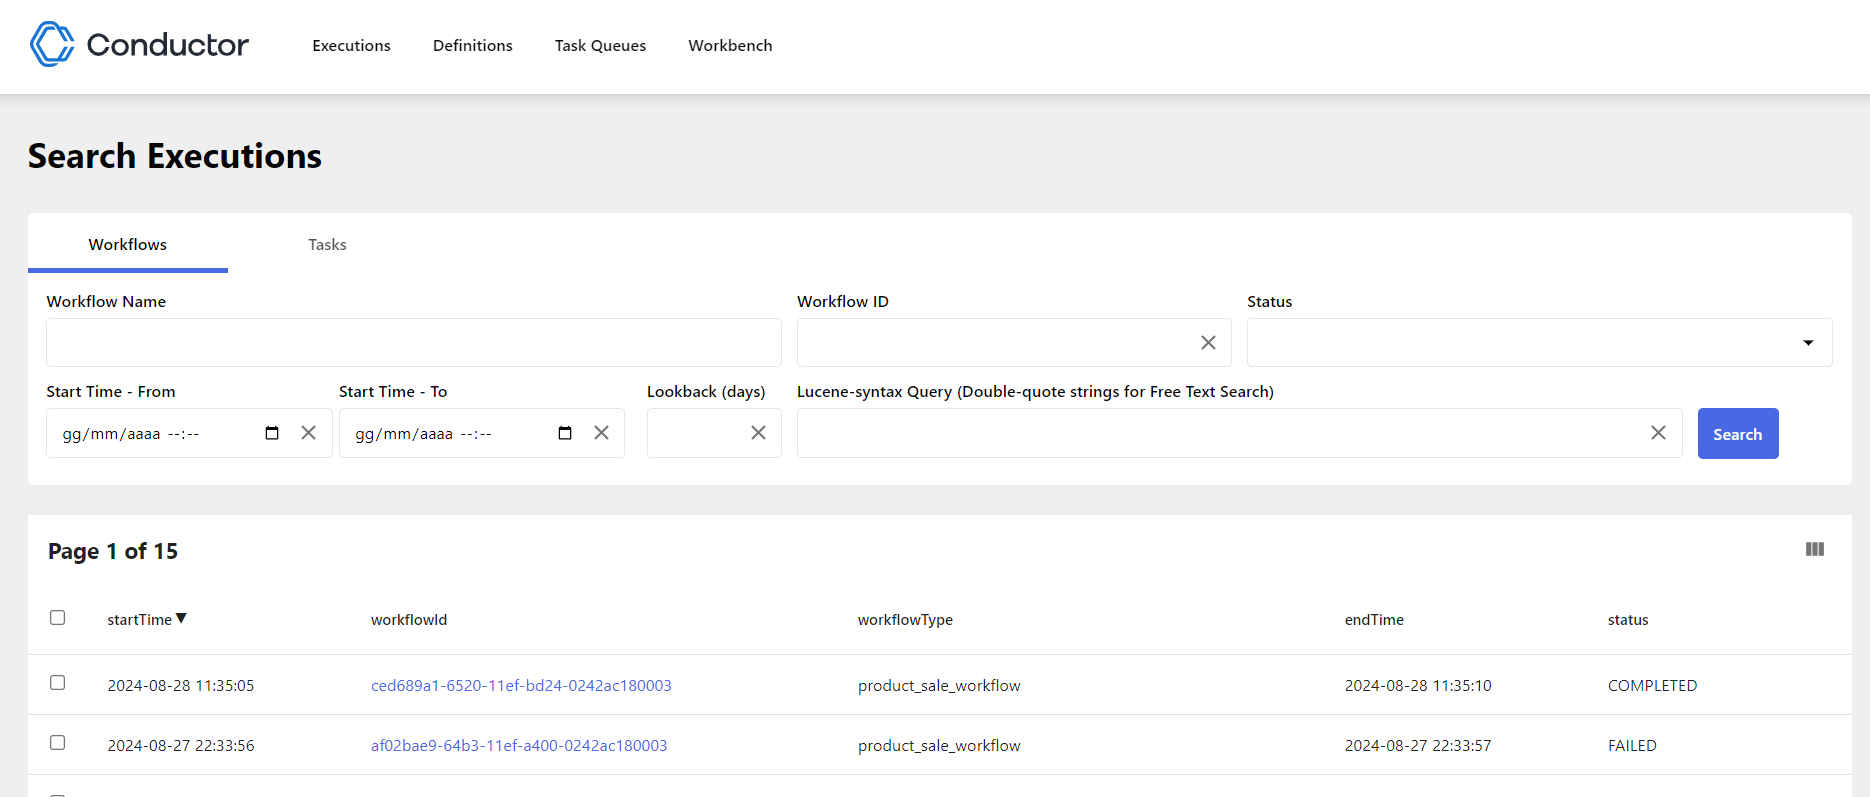 Conductor Executions Definitions Task Queues Workbench
Search Executions
Workflows Tasks
Workflow Name Workflow ID Status
Start Time - From Start Time - To Lookback (days) Lucene-syntax Query (Double-quote strings for Free Text Search)
gg/mm/aaaa --:-- gg/mm/aaaa --:-- Search
Page 1 of 15
startTime▼ workflowId workflowType endTime status
2024-08-28 11:35:05 ced689a1-6520-11ef-bd24-0242ac180003 product_sale_workflow 2024-08-28 11:35:10 COMPLETED
2024-08-27 22:33:56 af02bae9-64b3-11ef-a400-0242ac180003 product_sale_workflow 2024-08-27 22:33:57 FAILED